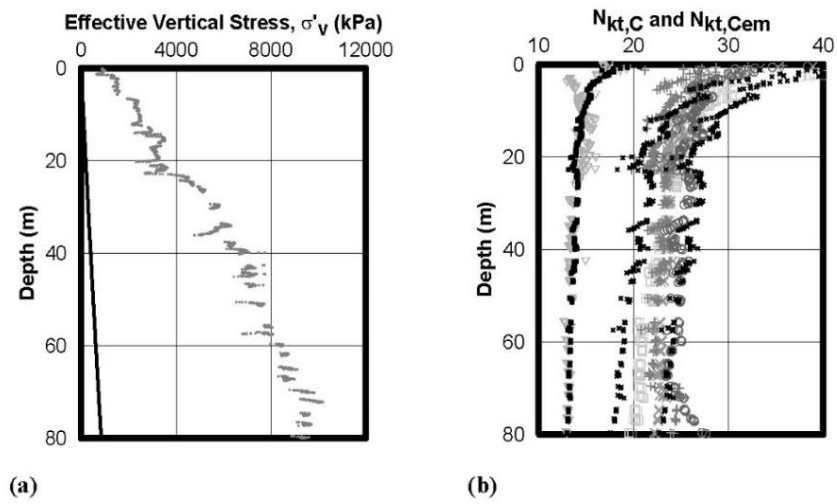 Effective Vertical Stress, σ'v (kPa)
0 4000 8000 12000
0
20
40
60
80
Depth (m)
(a)
Nkt,C and Nkt,Cem
10 20 30 40
0
20
40
60
80
Depth (m)
(b)